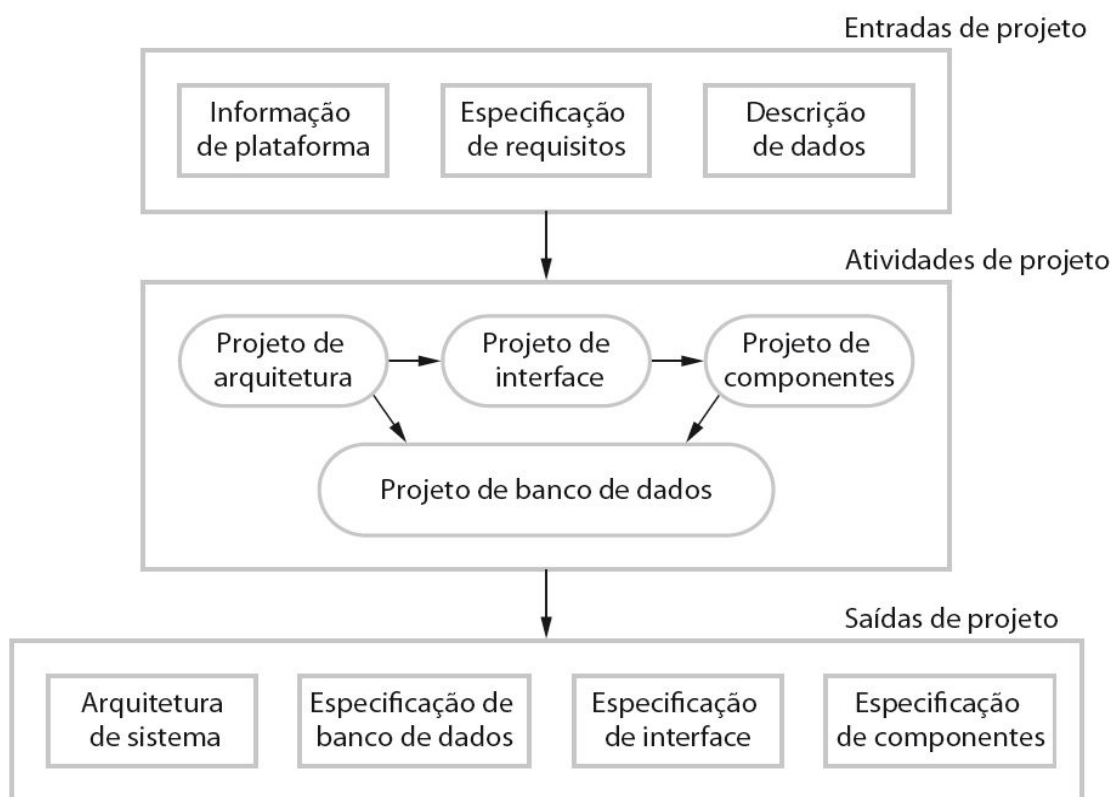 Entradas de projeto
Informação
de plataforma
Especificação
de requisitos
Descrição
de dados
Atividades de projeto
Projeto de
arquitetura
Projeto de
interface
Projeto de
componentes
Projeto de banco de dados
Saídas de projeto
Arquitetura
de sistema
Especificação de
banco de dados
Especificação
de interface
Especificação
de componentes